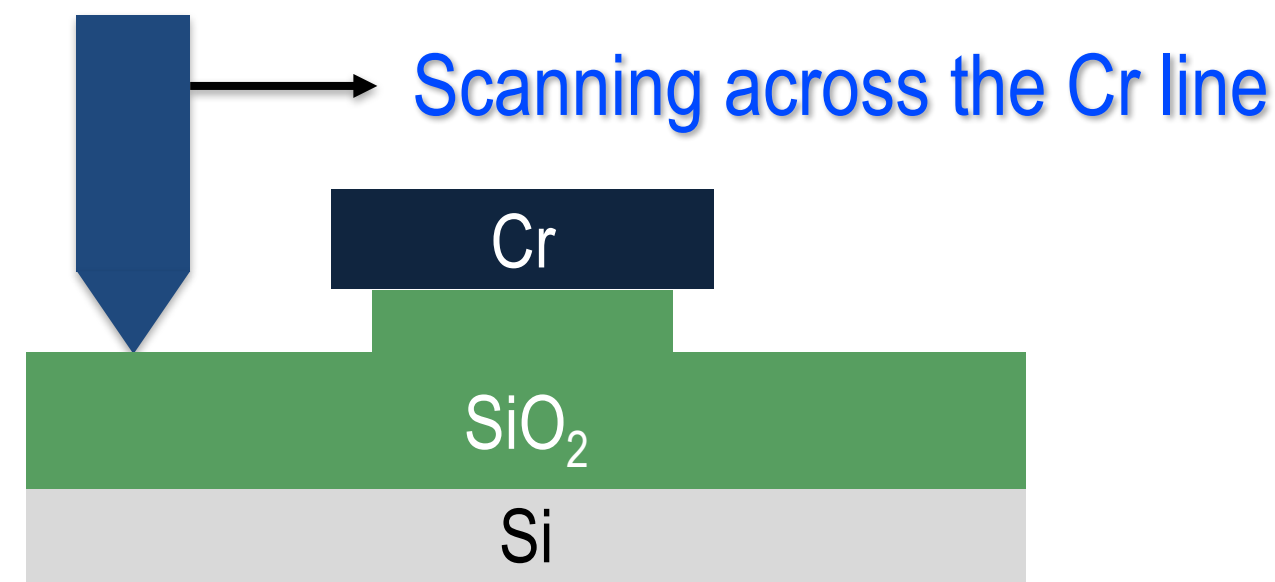 Scanning across the Cr line
Cr
SiO₂
Si